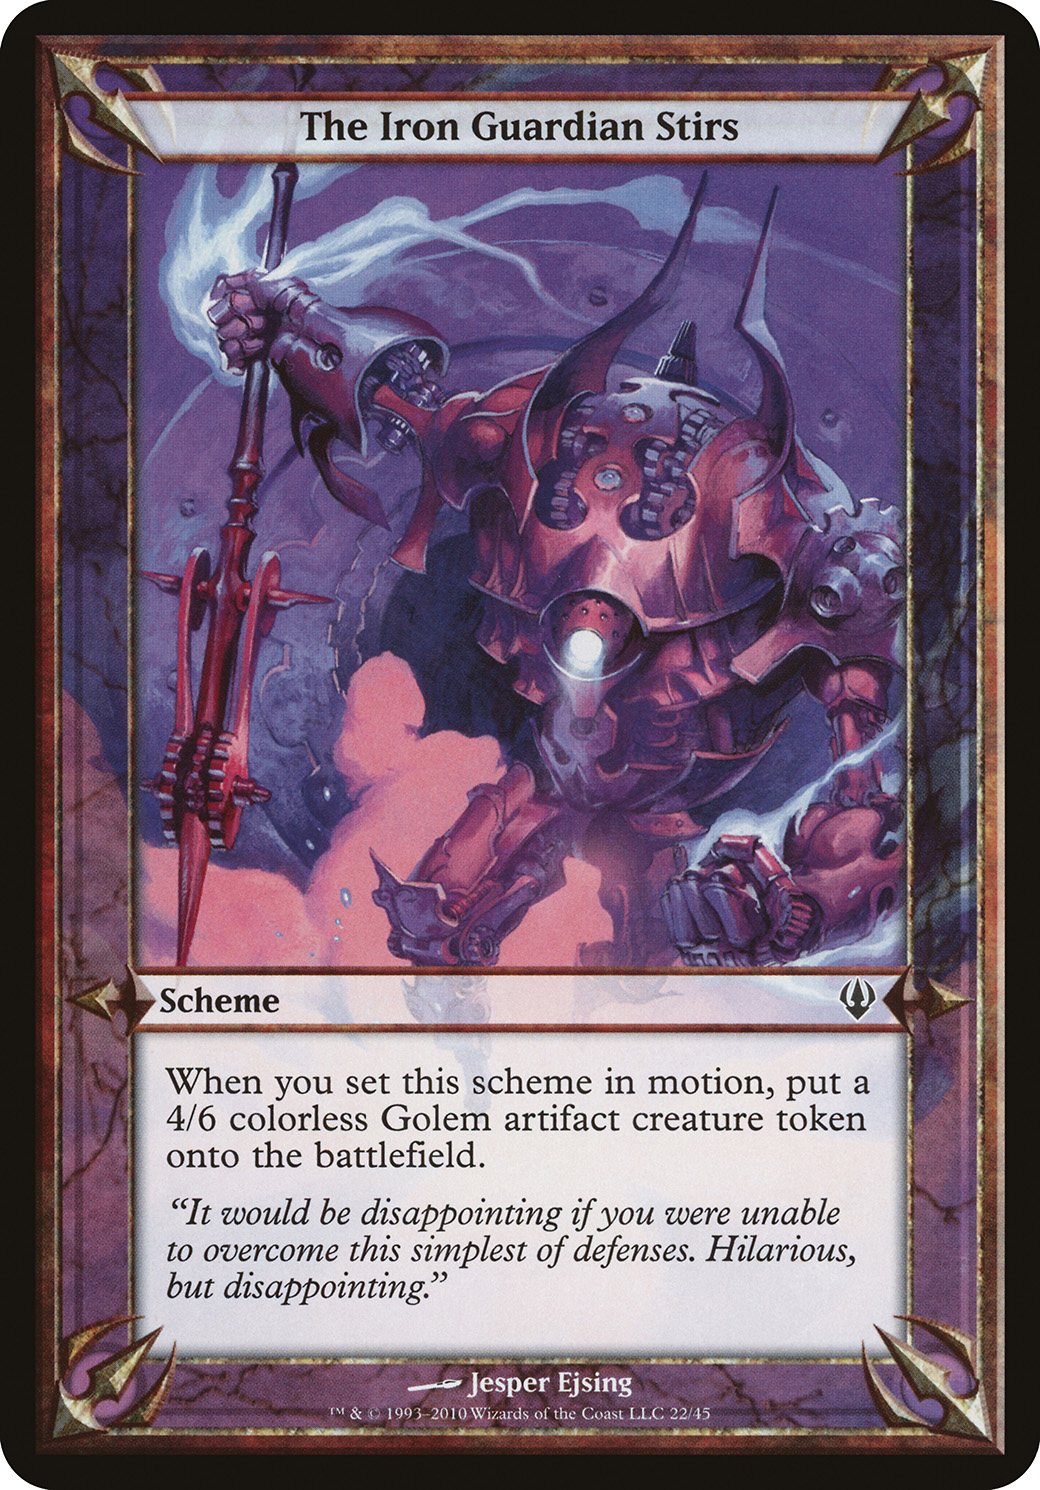 The Iron Guardian Stirs
Scheme
When you set this scheme in motion, put a
4/6 colorless Golem artifact creature token
onto the battlefield.
“It would be disappointing if you were unable
to overcome this simplest of defenses. Hilarious,
but disappointing.”
Jesper Ejsing
™ & © 1993–2010 Wizards of the Coast LLC 22/45